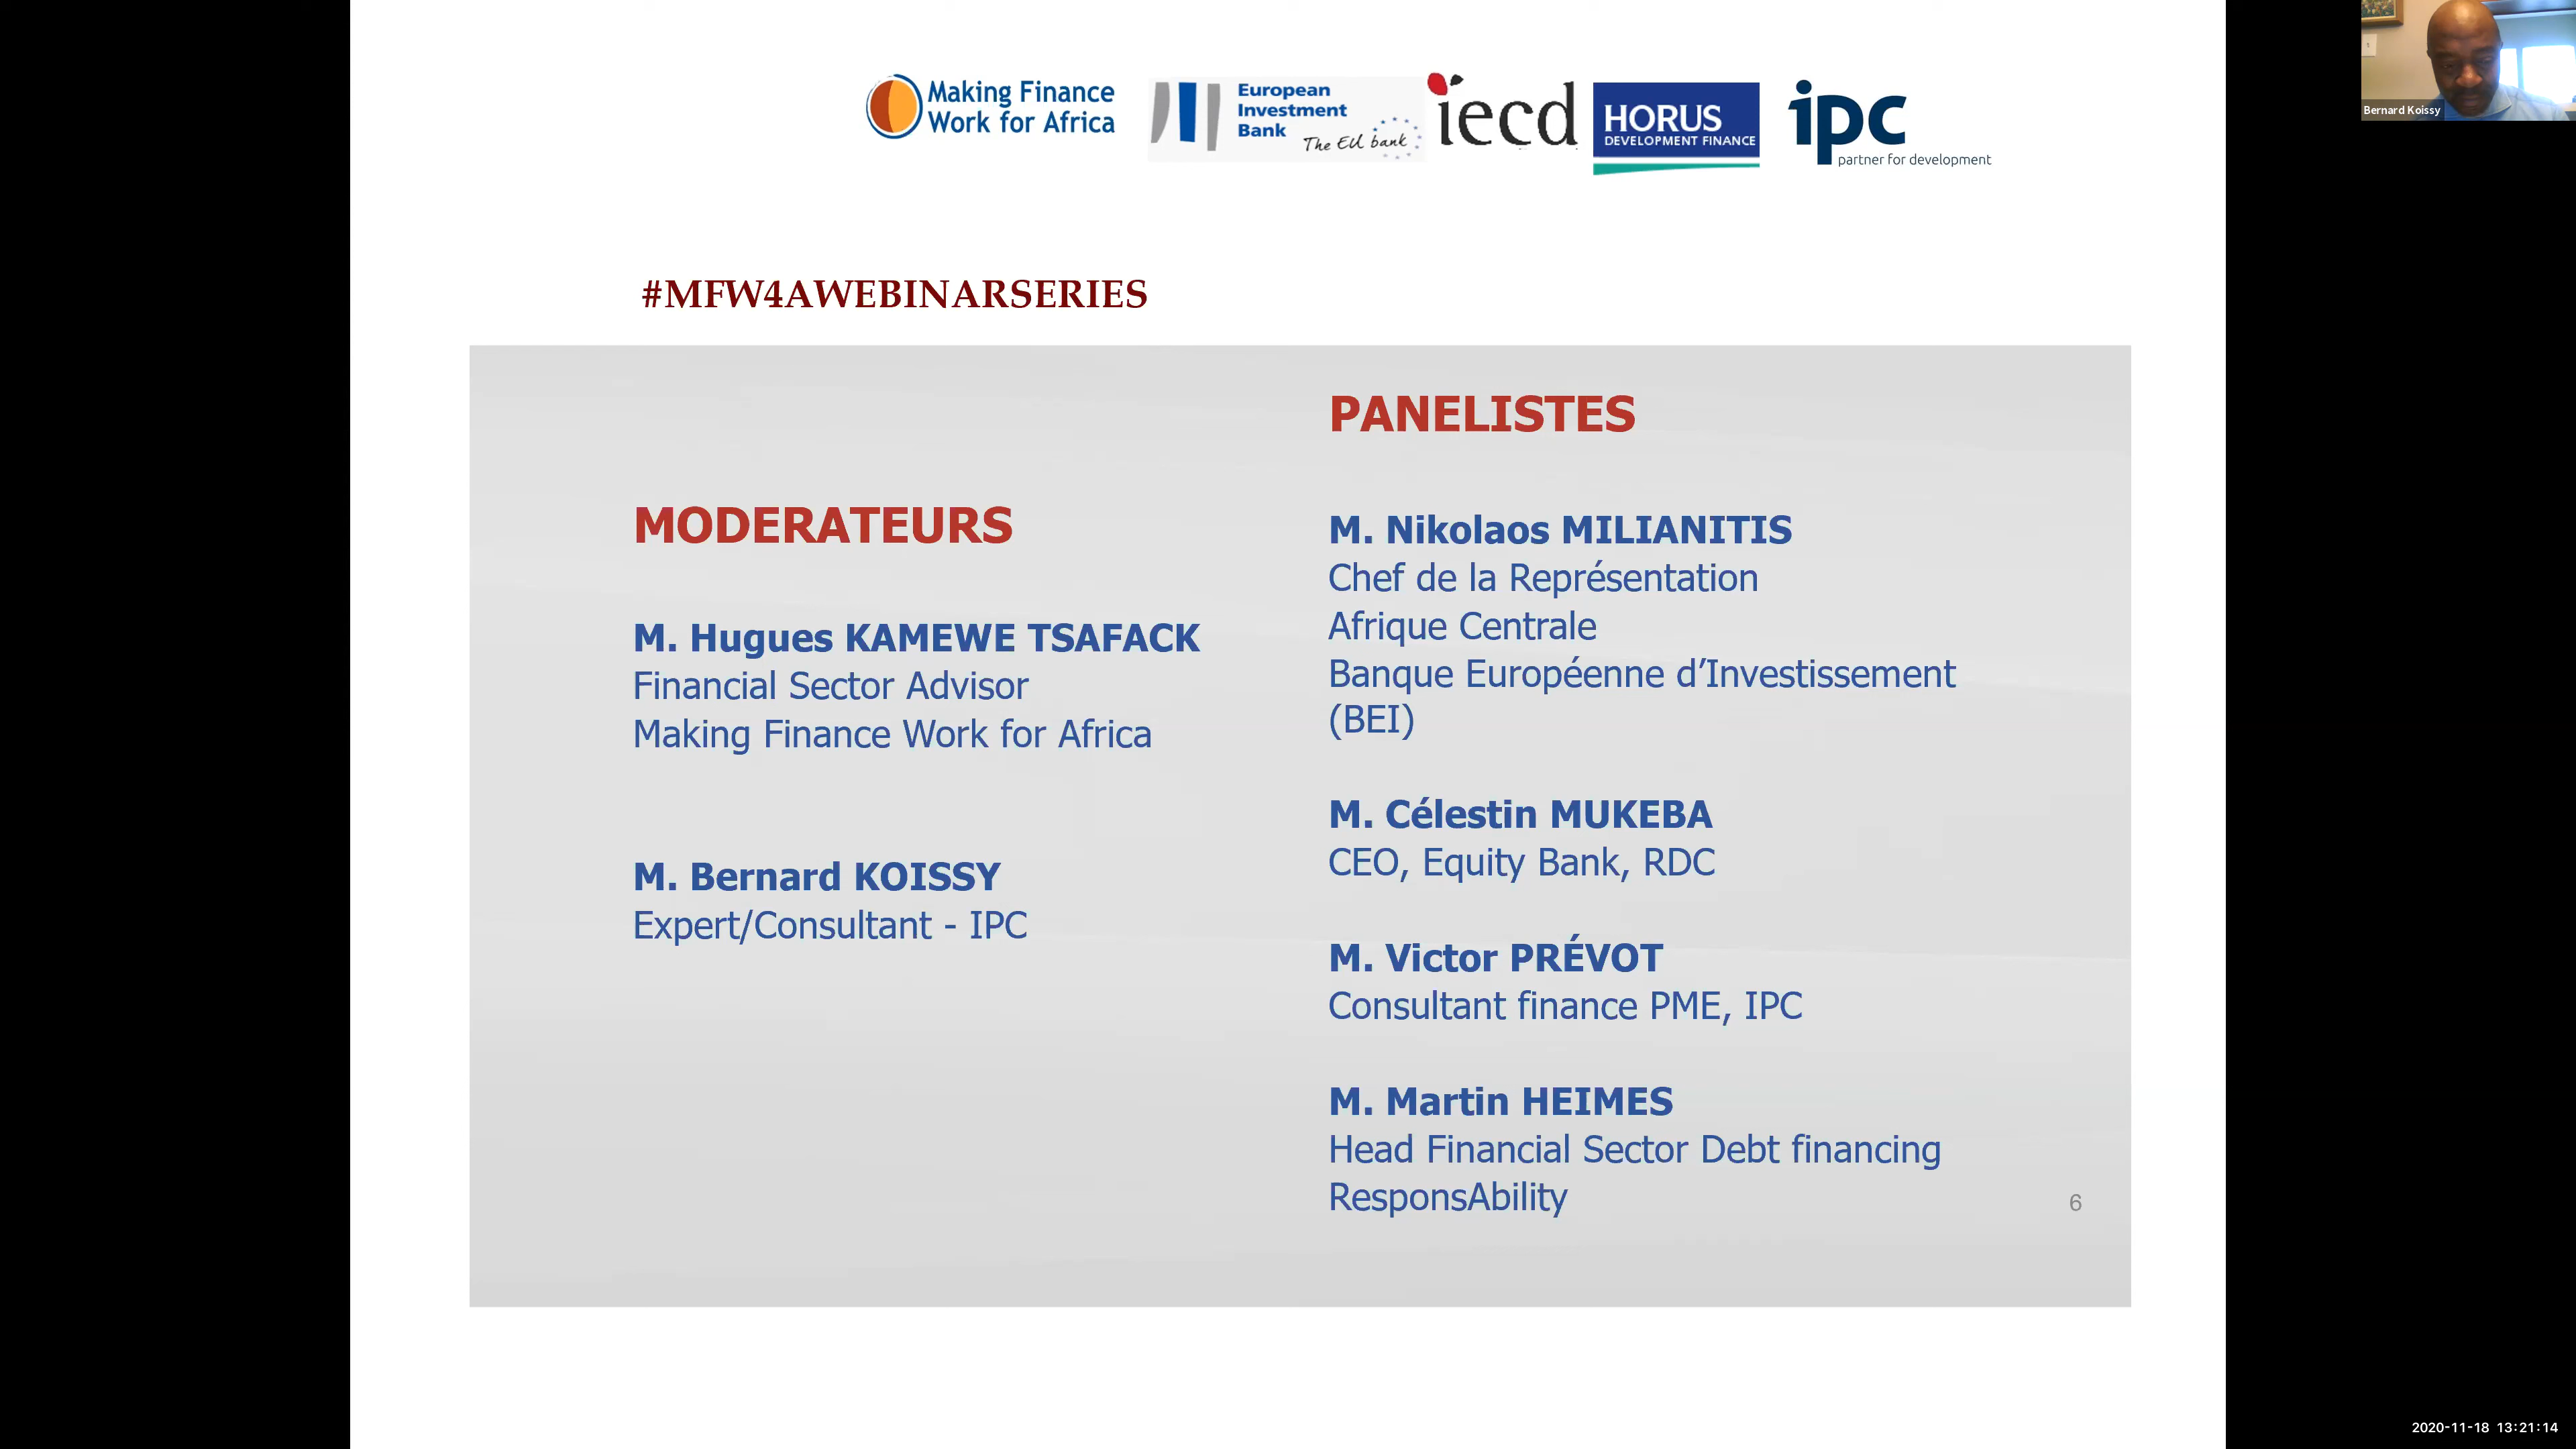 Making Finance
Work for Africa
European
Investment
Bank
The EU bank
iecd
HORUS
DEVELOPMENT FINANCE
ipc
partner for development
Bernard Koissy
#MFW4AWEBINARSERIES
MODERATEURS
M. Hugues KAMEWE TSAFACK
Financial Sector Advisor
Making Finance Work for Africa
M. Bernard KOISSY
Expert/Consultant - IPC
PANELISTES
M. Nikolaos MILIANITIS
Chef de la Représentation
Afrique Centrale
Banque Européenne d’Investissement
(BEI)
M. Célestin MUKEBA
CEO, Equity Bank, RDC
M. Victor PRÉVOT
Consultant finance PME, IPC
M. Martin HEIMES
Head Financial Sector Debt financing
ResponsAbility
6
2020-11-18 13:21:14